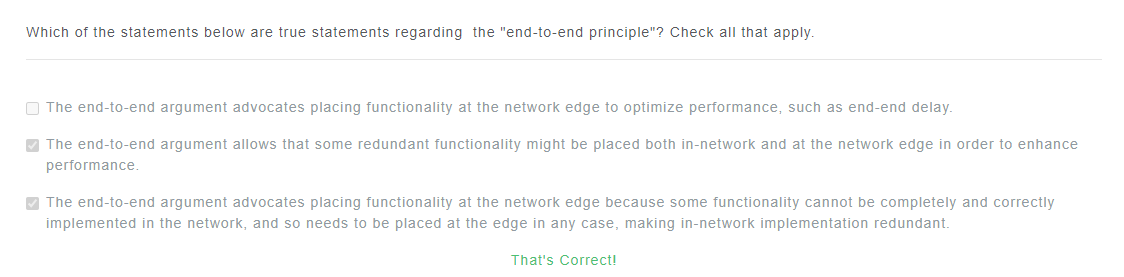 Which of the statements below are true statements regarding  the "end-to-end principle"? Check all that apply.
The end-to-end argument advocates placing functionality at the network edge to optimize performance, such as end-end delay.
The end-to-end argument allows that some redundant functionality might be placed both in-network and at the network edge in order to enhance
performance.
The end-to-end argument advocates placing functionality at the network edge because some functionality cannot be completely and correctly
implemented in the network, and so needs to be placed at the edge in any case, making in-network implementation redundant.
That's Correct!